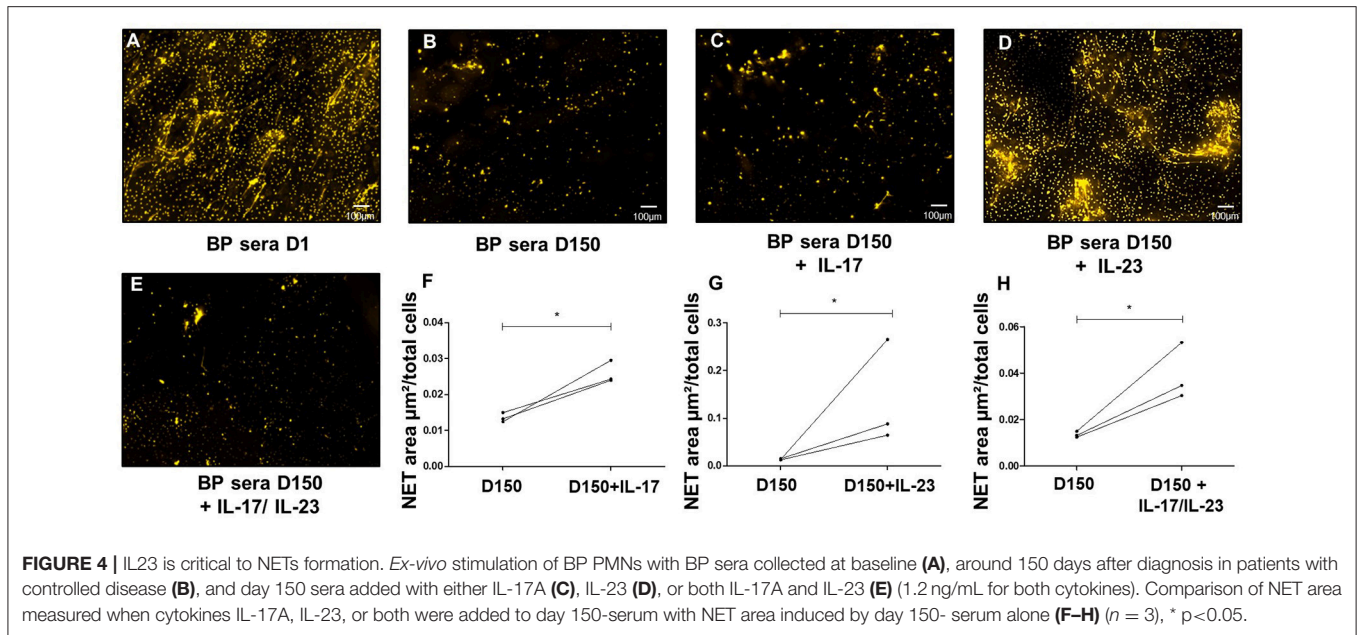 A
B
C
D
100µm
100µm
100µm
100µm
BP sera D1
BP sera D150
BP sera D150
+ IL-17
BP sera D150
+ IL-23
E
BP sera D150
+ IL-17/ IL-23
F
NET area µm²/total cells
0.04
0.03
0.02
0.01
0.00
*
D150
D150+IL-17
G
NET area µm²/total cells
0.3
0.2
0.1
0.0
*
D150
D150+IL-23
H
NET area µm²/total cells
0.06
0.04
0.02
0.00
*
D150
D150 +
IL-17/IL-23
FIGURE 4 | IL23 is critical to NETs formation. Ex-vivo stimulation of BP PMNs with BP sera collected at baseline (A), around 150 days after diagnosis in patients with
controlled disease (B), and day 150 sera added with either IL-17A (C), IL-23 (D), or both IL-17A and IL-23 (E) (1.2 ng/mL for both cytokines). Comparison of NET area
measured when cytokines IL-17A, IL-23, or both were added to day 150-serum with NET area induced by day 150- serum alone (F–H) (n = 3), * p<0.05.